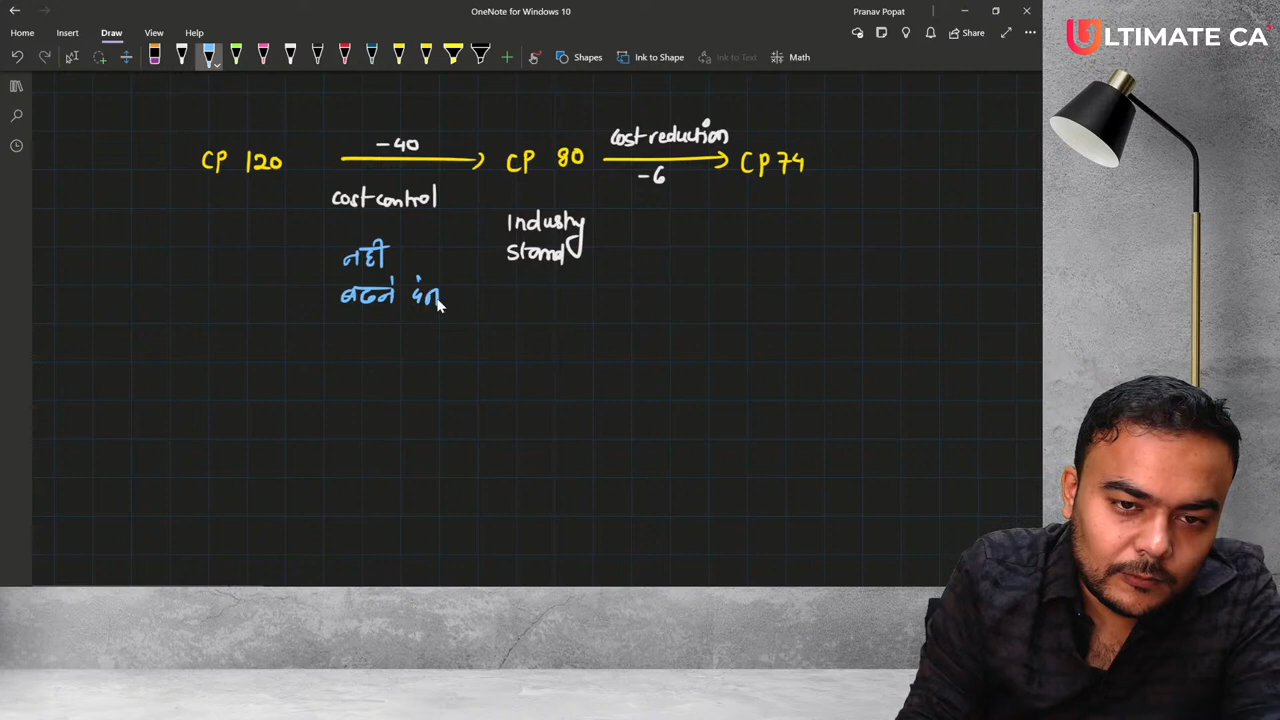 OneNote for Windows 10
Pranav Popat
Home Insert Draw View Help
Share
Shapes Ink to Shape Ink to Text Math
ULTIMATE CA
CP 120 -40 CP 80 cost reduction -6 CP 74
cost control
Industry
Stand
नही
बढने देन